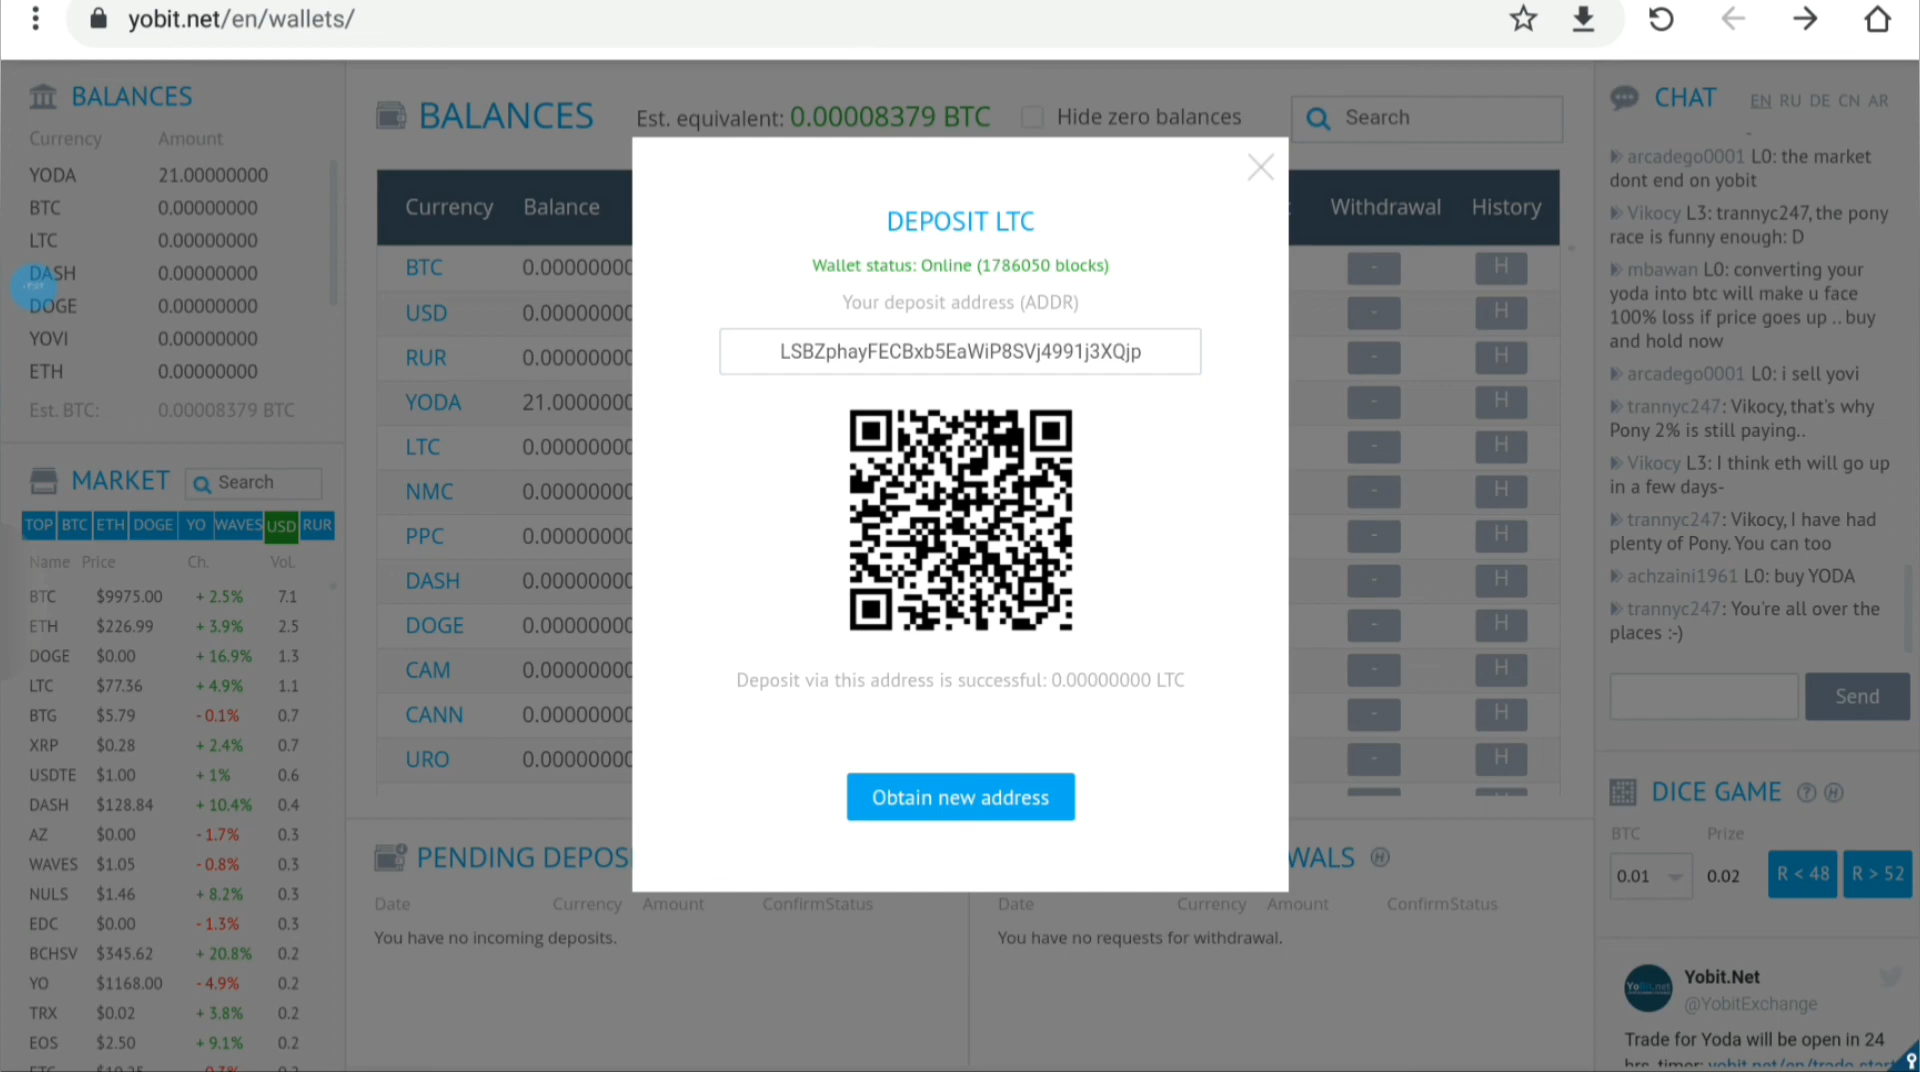 yobit.net/en/wallets/
BALANCES
Currency Amount
YODA 21.00000000
BTC 0.00000000
LTC 0.00000000
DASH 0.00000000
DOGE 0.00000000
YOVI 0.00000000
ETH 0.00000000
Est. BTC: 0.00008379 BTC
MARKET Search
TOP BTC ETH DOGE YO WAVES USD RUR
Name Price Ch. Vol.
BTC $9975.00 + 2.5% 7.1
ETH $226.99 + 3.9% 2.5
DOGE $0.00 + 16.9% 1.3
LTC $77.36 + 4.9% 1.1
BTG $5.79 - 0.1% 0.7
XRP $0.28 + 2.4% 0.7
USDTE $1.00 + 1% 0.6
DASH $128.84 + 10.4% 0.4
AZ $0.00 - 1.7% 0.3
WAVES $1.05 - 0.8% 0.3
NULS $1.46 + 8.2% 0.3
EDC $0.00 - 1.3% 0.3
BCHSV $345.62 + 20.8% 0.2
YO $1168.00 - 4.9% 0.2
TRX $0.02 + 3.8% 0.2
EOS $2.50 + 9.1% 0.2
BALANCES Est. equivalent: 0.00008379 BTC Hide zero balances Search
Currency Balance Withdrawal History
BTC 0.0000000 - H
USD 0.0000000 - H
RUR 0.0000000 - H
YODA 21.0000000 - H
LTC 0.0000000 - H
NMC 0.0000000 - H
PPC 0.0000000 - H
DASH 0.0000000 - H
DOGE 0.0000000 - H
CAM 0.0000000 - H
CANN 0.0000000 - H
URO 0.0000000 - H
DEPOSIT LTC
Wallet status: Online (1786050 blocks)
Your deposit address (ADDR)
LSBZphayFECBxb5EaWiP8SVj4991j3XQjp
Deposit via this address is successful: 0.00000000 LTC
Obtain new address
PENDING DEPOS
Date Currency Amount ConfirmStatus
You have no incoming deposits.
WALS H
Date Currency Amount ConfirmStatus
You have no requests for withdrawal.
CHAT EN RU DE CN AR
arcadego0001 L0: the market
dont end on yobit
Vikocy L3: trannyc247, the pony
race is funny enough: D
mbawan L0: converting your
yoda into btc will make u face
100% loss if price goes up .. buy
and hold now
arcadego0001 L0: i sell yovi
trannyc247: Vikocy, that's why
Pony 2% is still paying..
Vikocy L3: I think eth will go up
in a few days-
trannyc247: Vikocy, I have had
plenty of Pony. You can too
achzaini1961 L0: buy YODA
trannyc247: You're all over the
places :-)
Send
DICE GAME ? H
BTC Prize
0.01 0.02 R < 48 R > 52
Yobit.Net
@YobitExchange
Trade for Yoda will be open in 24